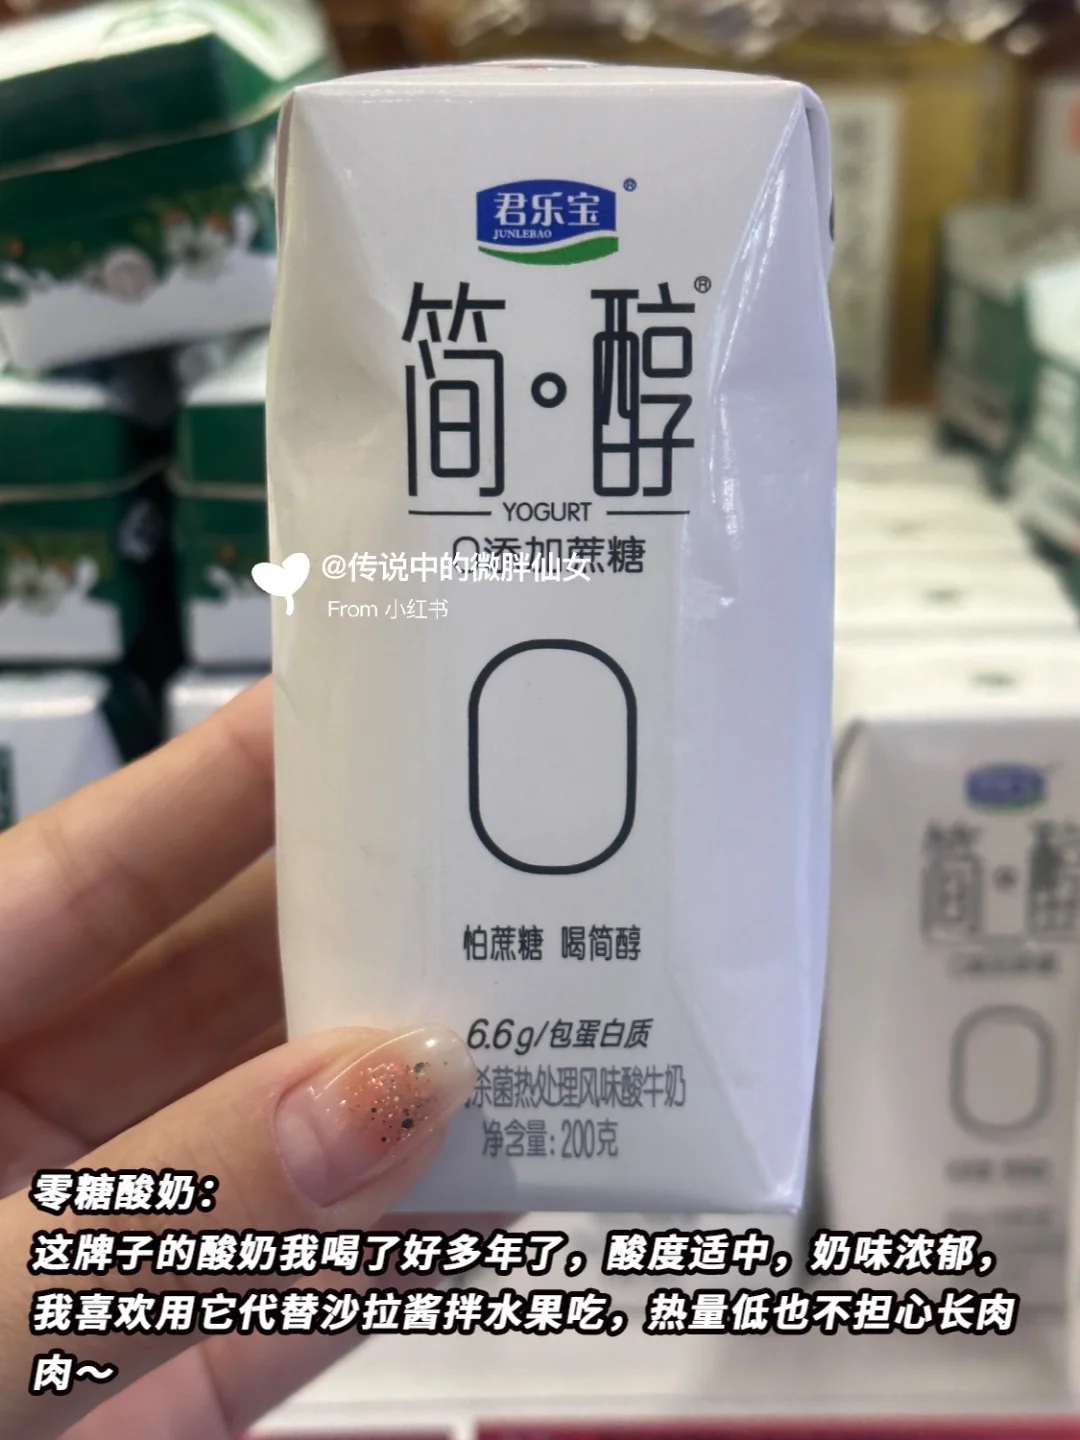 君乐宝
JUNLEBAO
简·醇
YOGURT
0添加蔗糖
@传说中的微胖仙女
From 小红书
0
怕蔗糖 喝简醇
6.6g/包蛋白质
杀菌热处理风味酸牛奶
净含量:200克
简·醇
0
零糖酸奶：
这牌子的酸奶我喝了好多年了，酸度适中，奶味浓郁，
我喜欢用它代替沙拉酱拌水果吃，热量低也不担心长肉
肉～